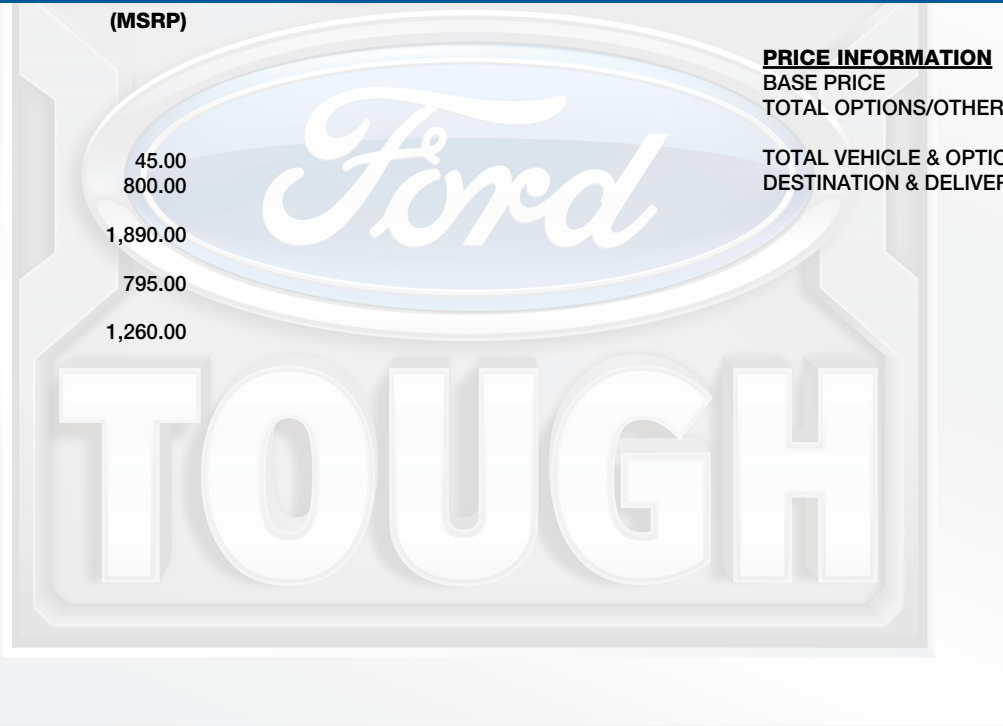 (MSRP)
45.00
800.00
1,890.00
795.00
1,260.00
PRICE INFORMATION
BASE PRICE
TOTAL OPTIONS/OTHER
TOTAL VEHICLE & OPTIO
DESTINATION & DELIVER
Ford
TOUGH